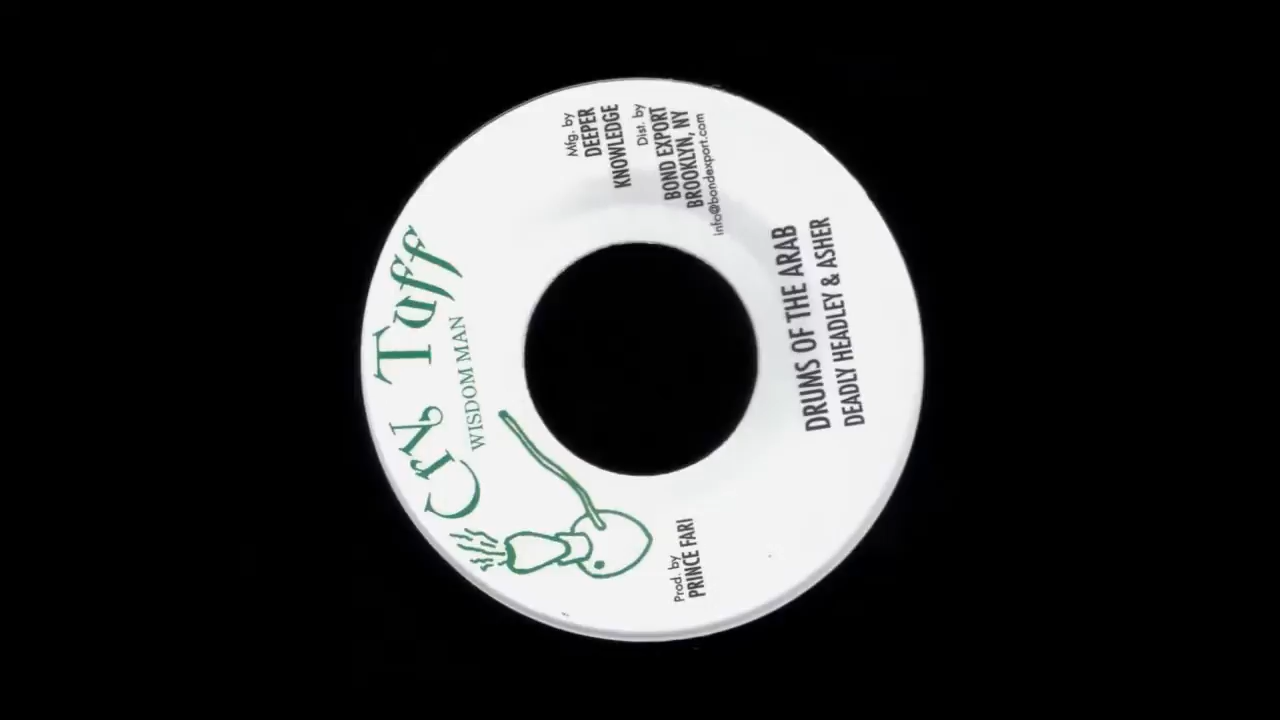 Cry Tuff
WISDOM MAN
Prod. by
PRINCE FARI
Mfg. by
DEEPER
KNOWLEDGE
Dist. by
BOND EXPORT
BROOKLYN, NY
info@bondexport.com
DRUMS OF THE ARAB
DEADLY HEADLEY & ASHER